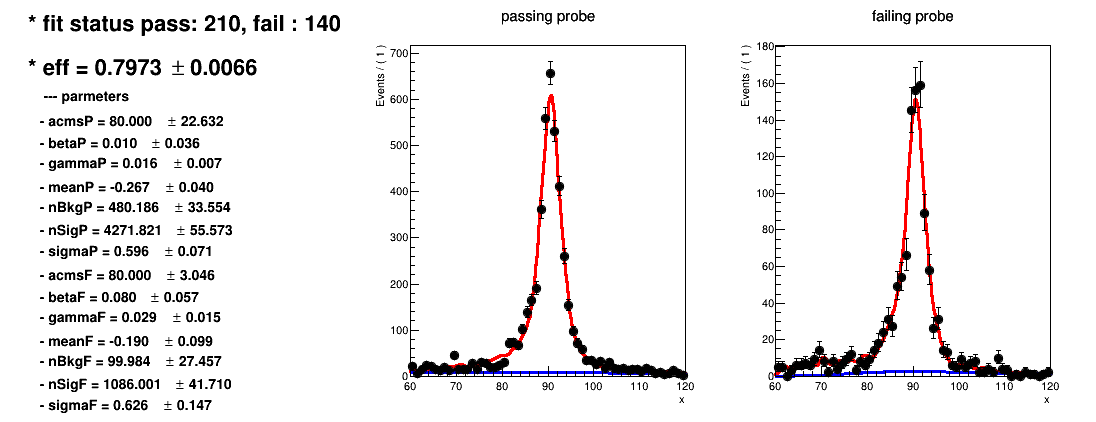 * fit status pass: 210, fail : 140
* eff = 0.7973 ± 0.0066
--- parmeters
- acmsP = 80.000 ± 22.632
- betaP = 0.010 ± 0.036
- gammaP = 0.016 ± 0.007
- meanP = -0.267 ± 0.040
- nBkgP = 480.186 ± 33.554
- nSigP = 4271.821 ± 55.573
- sigmaP = 0.596 ± 0.071
- acmsF = 80.000 ± 3.046
- betaF = 0.080 ± 0.057
- gammaF = 0.029 ± 0.015
- meanF = -0.190 ± 0.099
- nBkgF = 99.984 ± 27.457
- nSigF = 1086.001 ± 41.710
- sigmaF = 0.626 ± 0.147
passing probe
Events / ( 1 )
700
600
500
400
300
200
100
0
60 70 80 90 100 110 120
x
failing probe
Events / ( 1 )
180
160
140
120
100
80
60
40
20
0
60 70 80 90 100 110 120
x